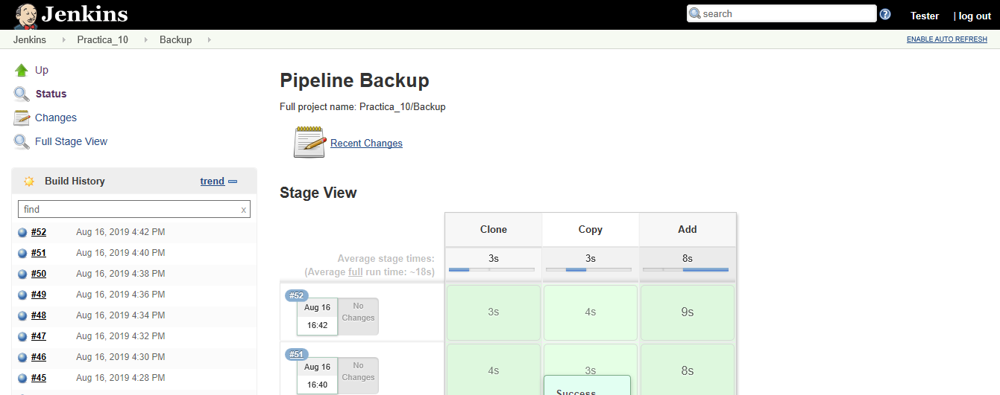 Jenkins
search
?
Tester | log out
Jenkins Practica_10 Backup
ENABLE AUTO REFRESH
Up
Status
Changes
Full Stage View
Build History trend
find x
#52 Aug 16, 2019 4:42 PM
#51 Aug 16, 2019 4:40 PM
#50 Aug 16, 2019 4:38 PM
#49 Aug 16, 2019 4:36 PM
#48 Aug 16, 2019 4:34 PM
#47 Aug 16, 2019 4:32 PM
#46 Aug 16, 2019 4:30 PM
#45 Aug 16, 2019 4:28 PM
Pipeline Backup
Full project name: Practica_10/Backup
Recent Changes
Stage View
Clone Copy Add
Average stage times:
(Average full run time: ~18s)
3s 3s 8s
#52
Aug 16
16:42
No
Changes
3s 4s 9s
#51
Aug 16
16:40
No
Changes
4s 3s 8s
Success